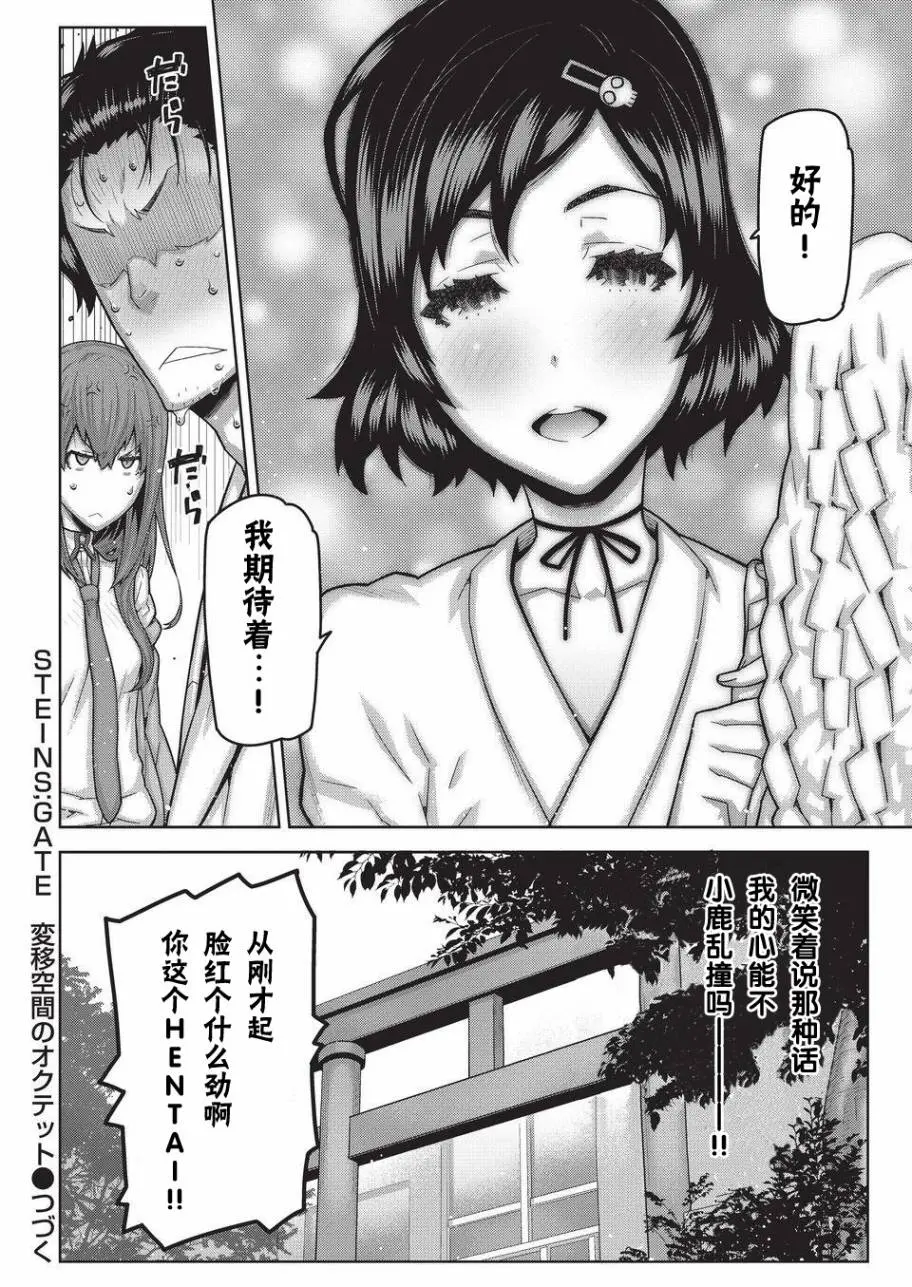 好的！
我期待着…！
だら
だら
微笑着说那种话
我的心能不
小鹿乱撞吗――――!!
从刚才起
脸红个什么劲啊
你这个HENTAI!!
STEINS;GATE 変移空間のオクテット●つづく